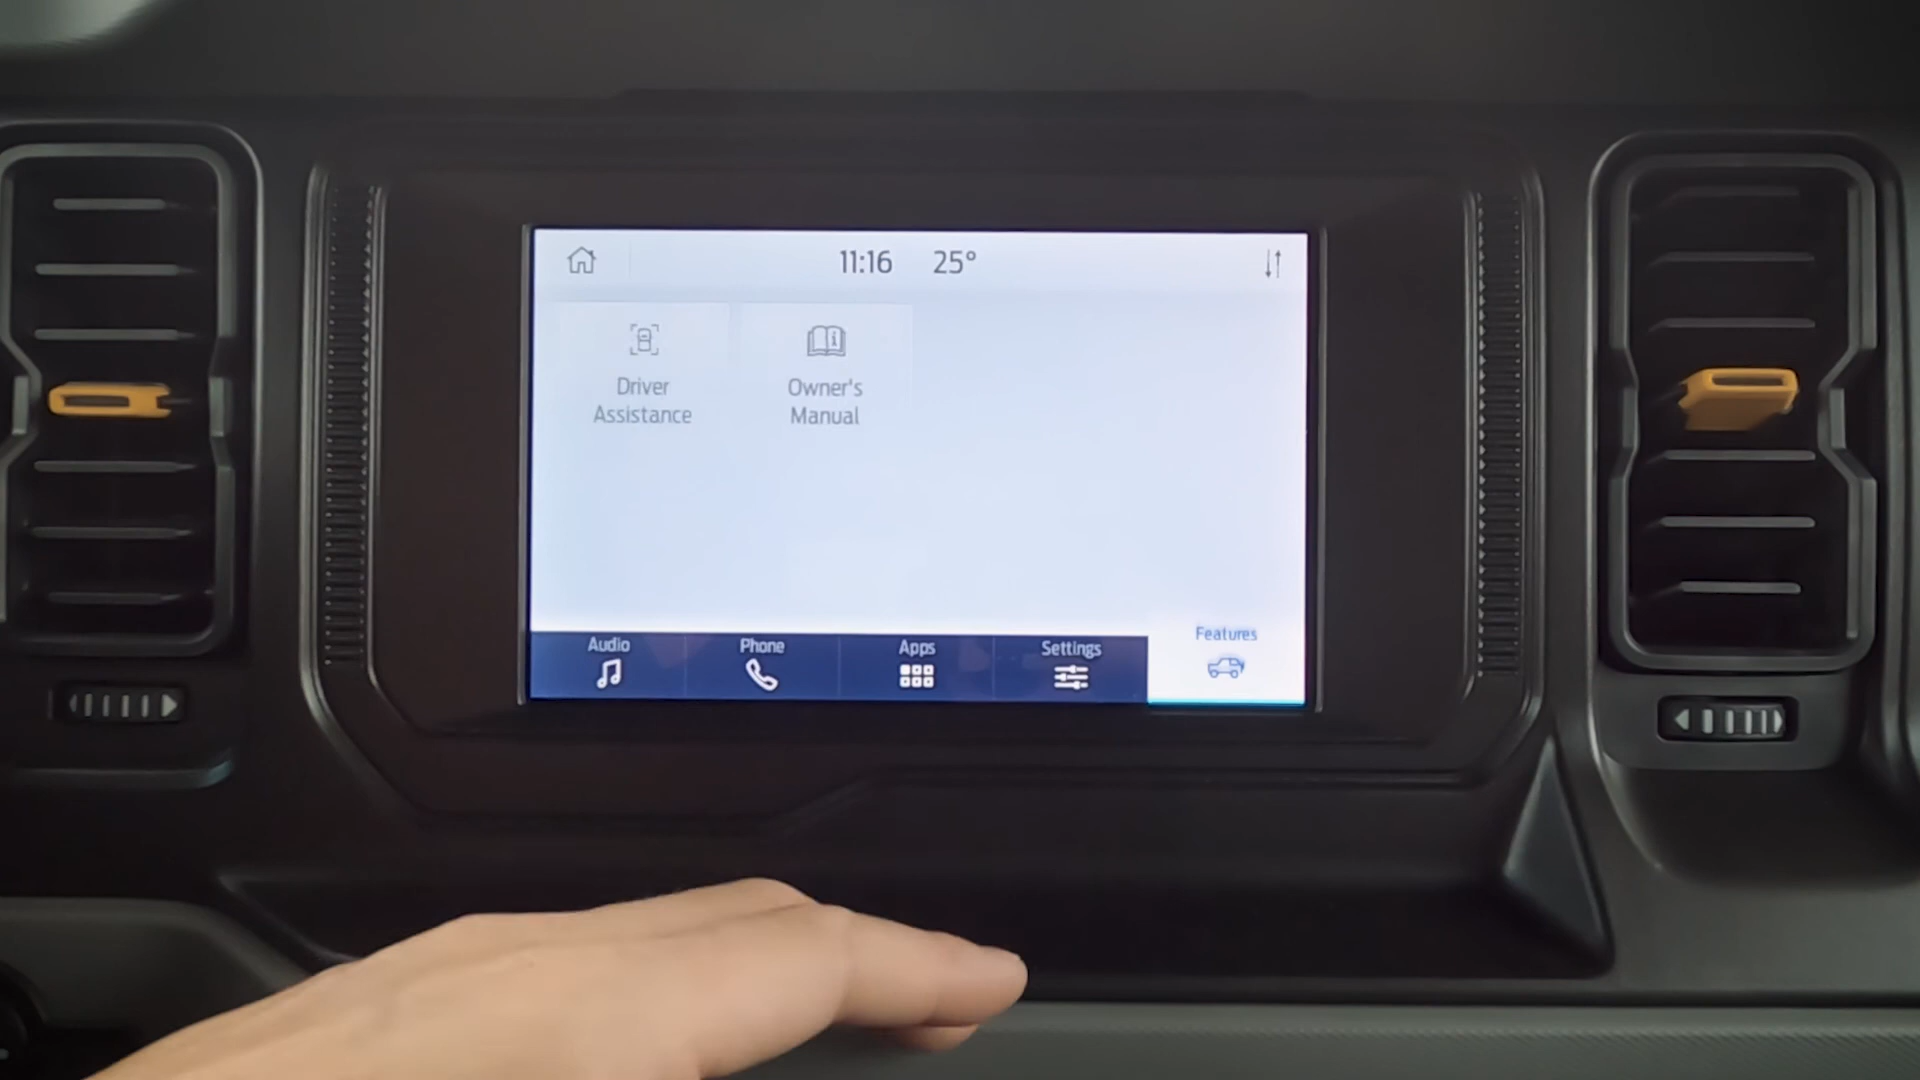 11:16 25°
Driver
Assistance
Owner's
Manual
Audio
Phone
Apps
Settings
Features